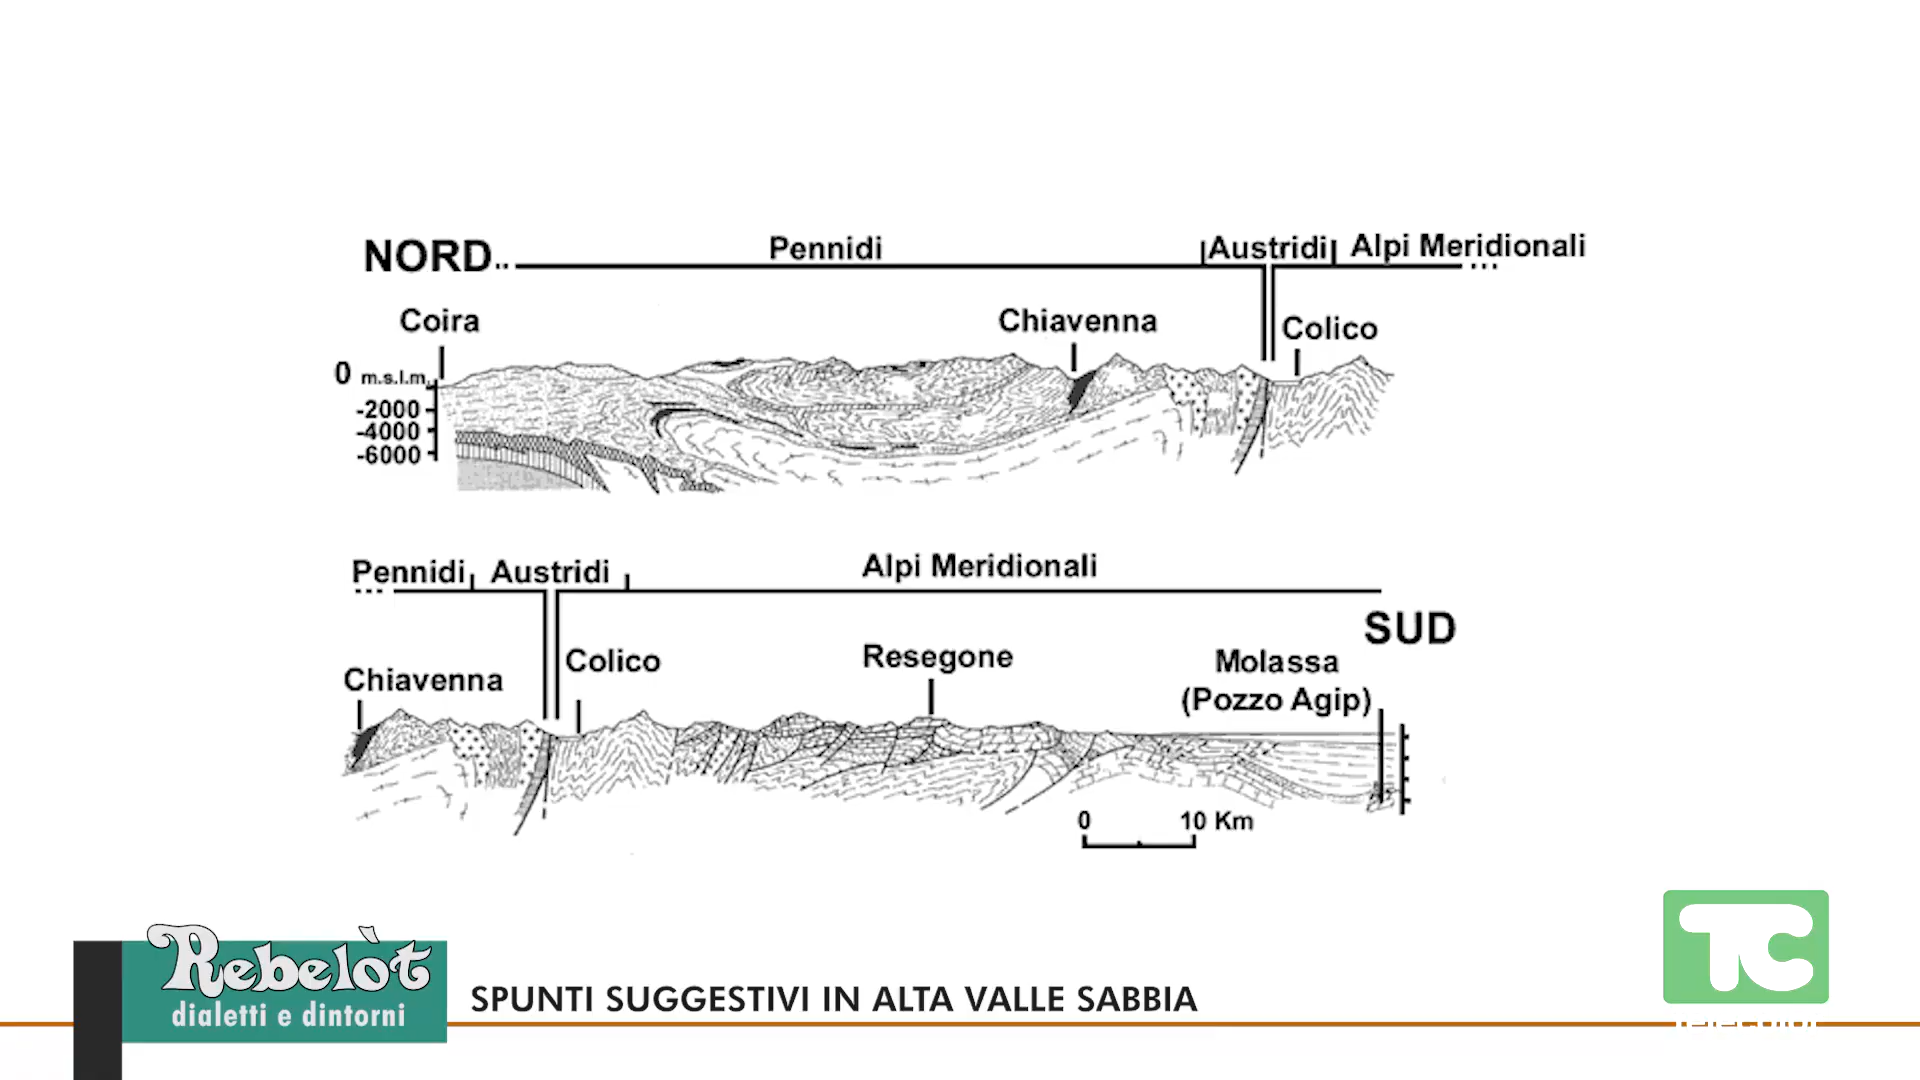 NORD
Pennidi
Austridi
Alpi Meridionali
Coira
Chiavenna
Colico
0 m.s.l.m.
-2000
-4000
-6000
Pennidi
Austridi
Alpi Meridionali
SUD
Chiavenna
Colico
Resegone
Molassa
(Pozzo Agip)
0 10 Km
Rebelòt
dialetti e dintorni
SPUNTI SUGGESTIVI IN ALTA VALLE SABBIA
TC